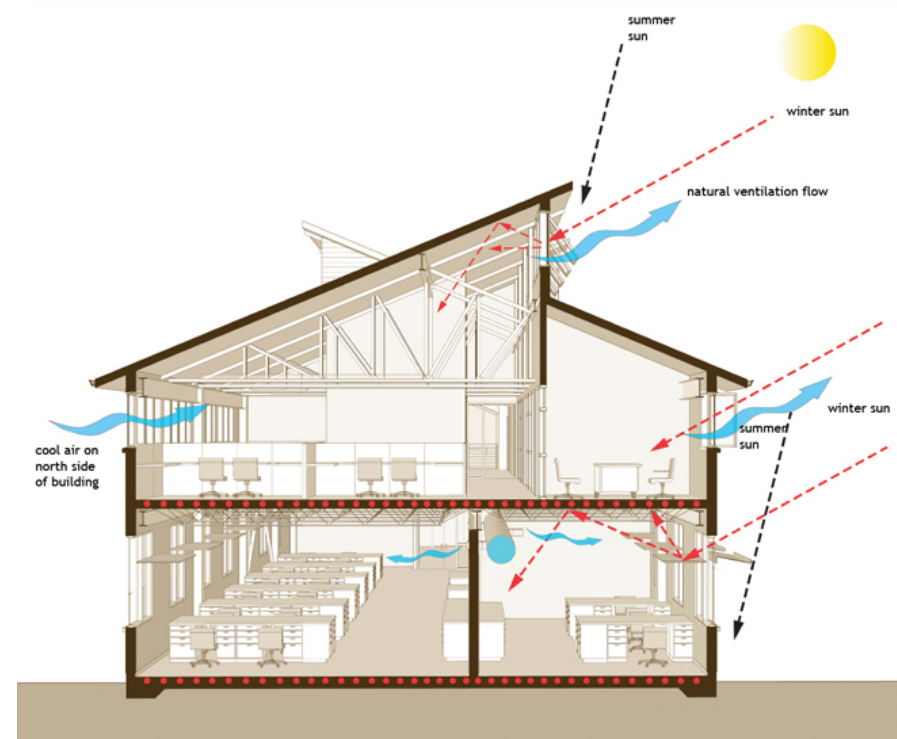 summer
sun
winter sun
natural ventilation flow
cool air on
north side
of building
winter sun
summer
sun